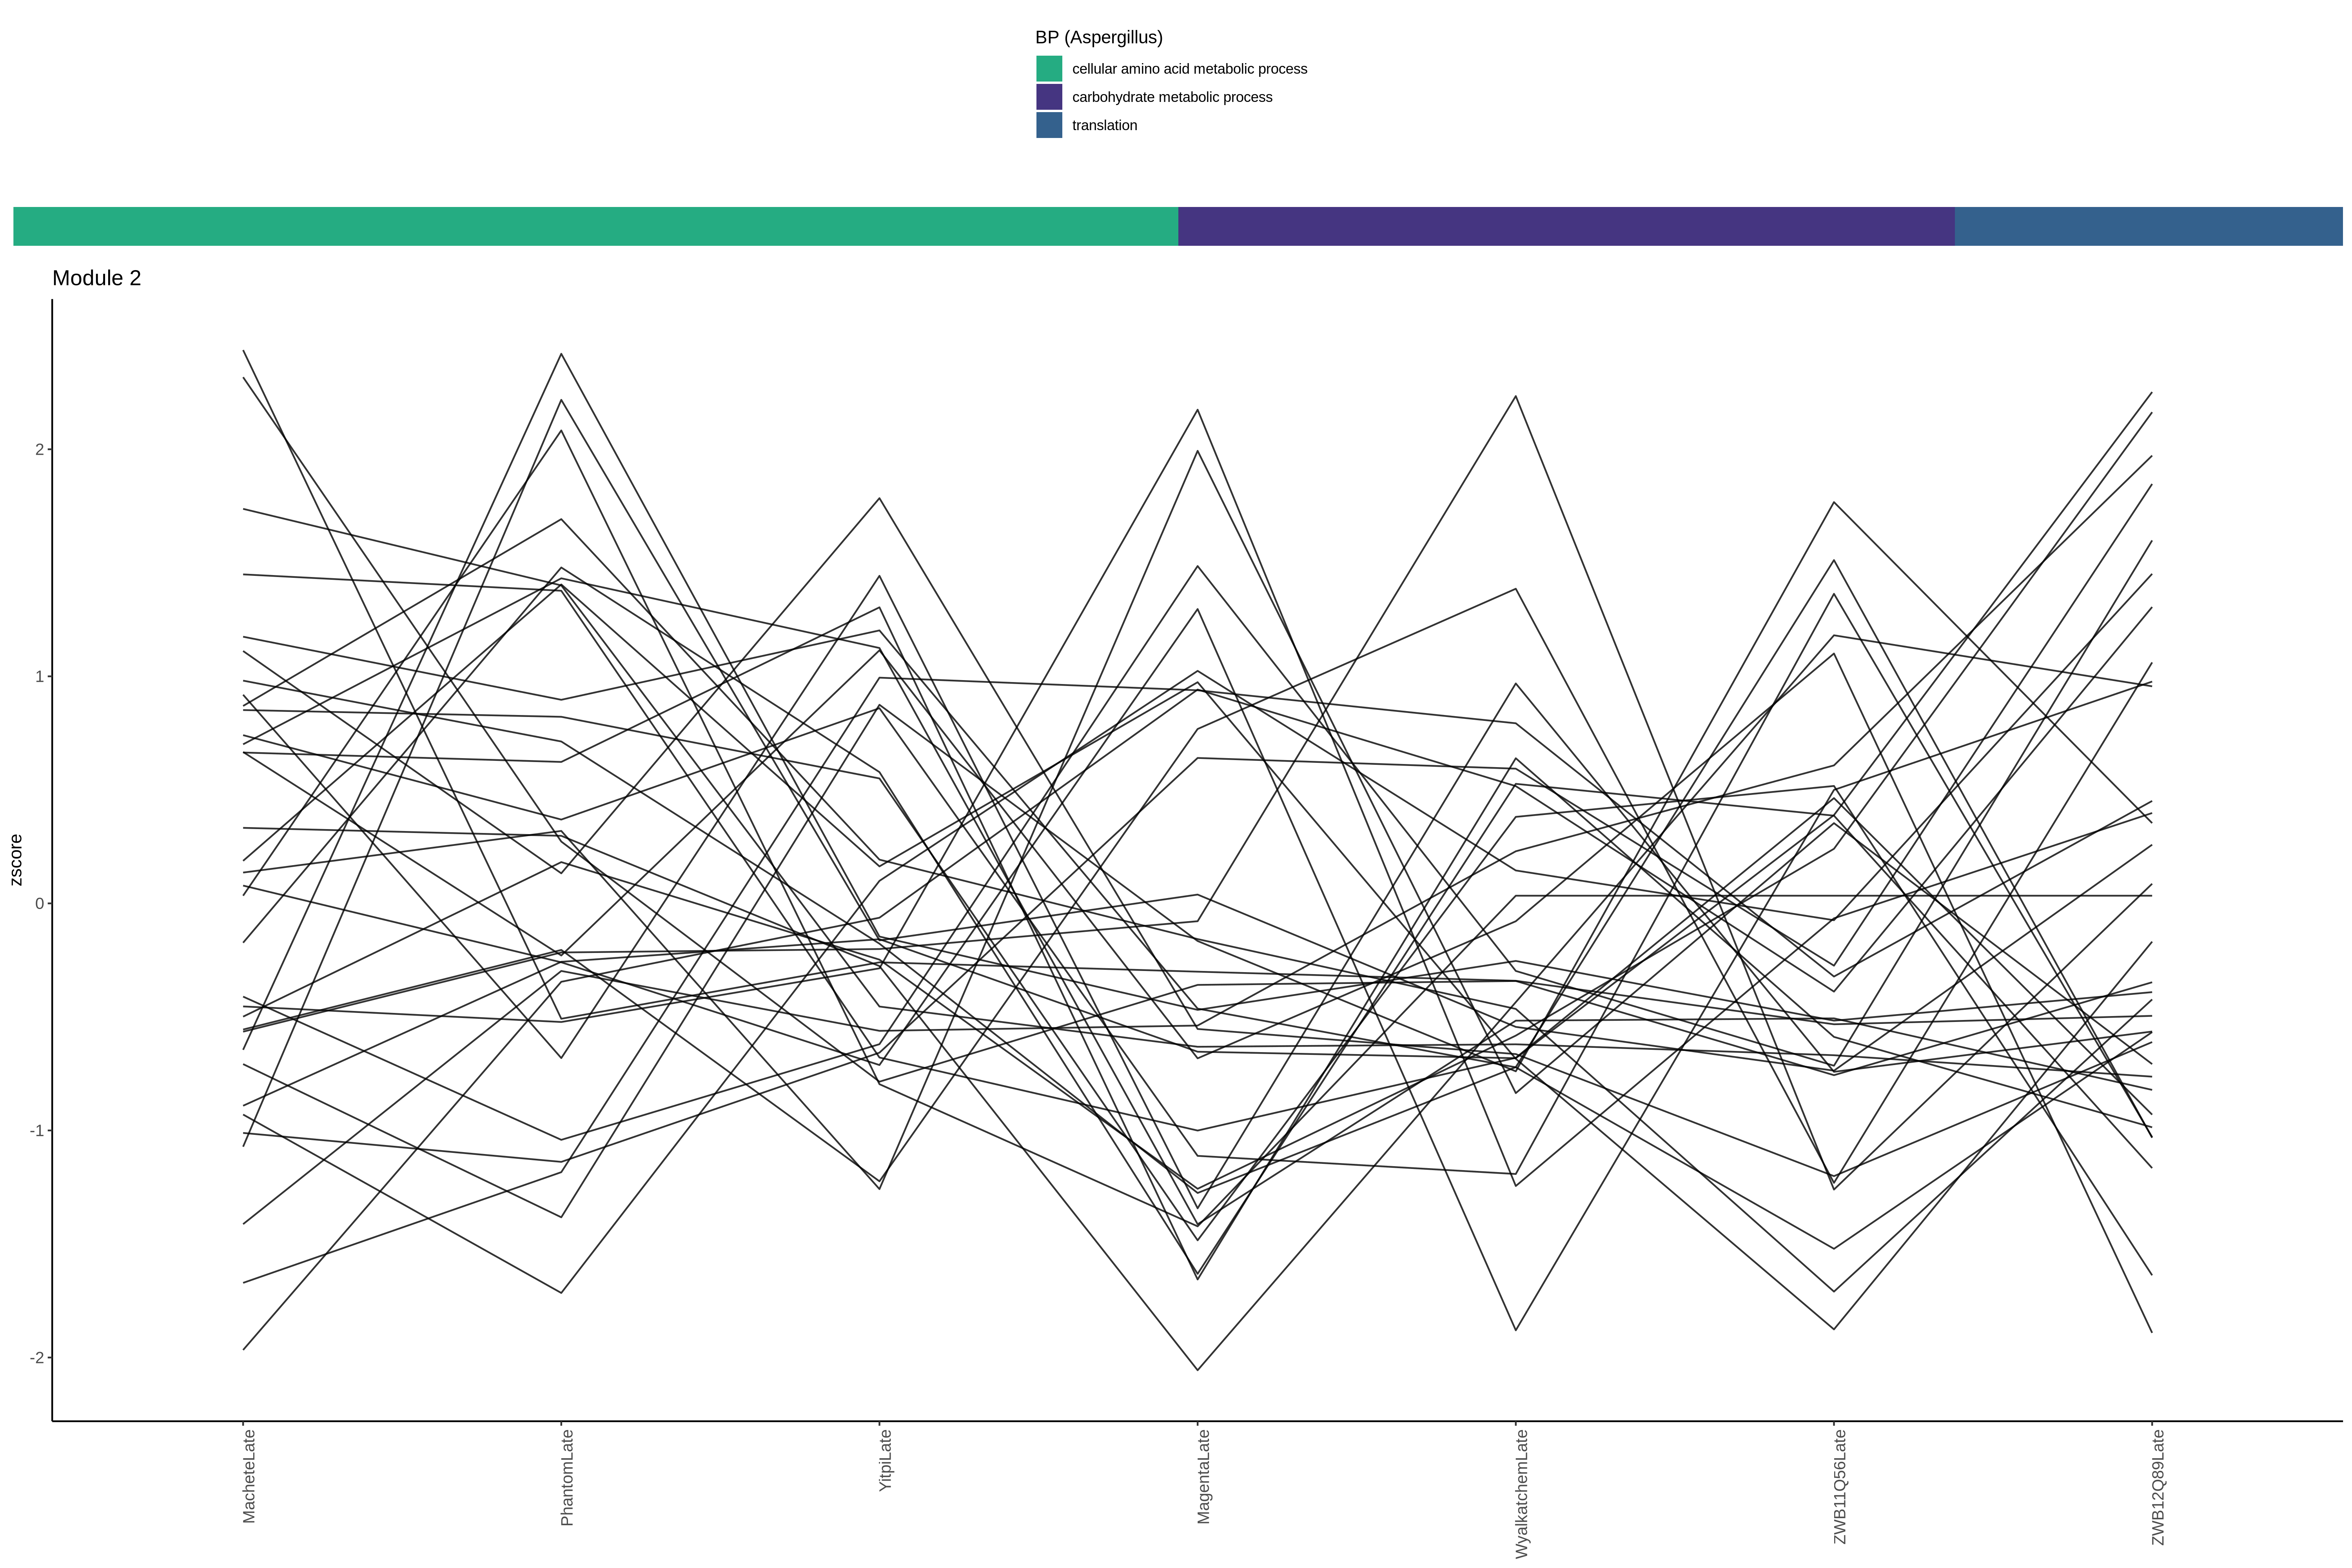 BP (Aspergillus)
cellular amino acid metabolic process
carbohydrate metabolic process
translation
Module 2
zscore
2
1
0
-1
-2
MacheteLate
PhantomLate
YitpiLate
MagentaLate
WyalkatchemLate
ZWB11Q56Late
ZWB12Q89Late